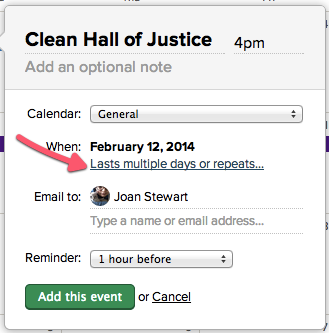 Clean Hall of Justice 4pm
Add an optional note
Calendar: General
When: February 12, 2014
Lasts multiple days or repeats...
Email to: Joan Stewart
Type a name or email address...
Reminder: 1 hour before
Add this event or Cancel